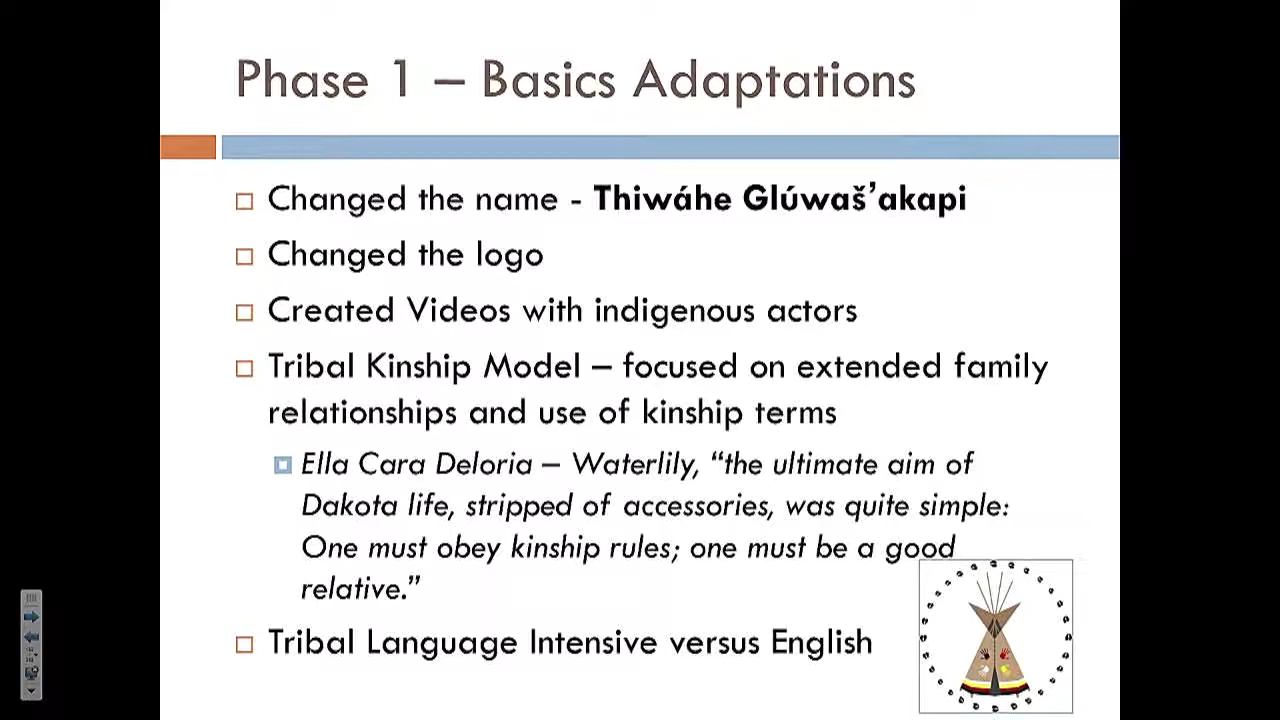 Phase 1 – Basics Adaptations
Changed the name - Thiwáhe Glúwaš’akapi
Changed the logo
Created Videos with indigenous actors
Tribal Kinship Model – focused on extended family
relationships and use of kinship terms
Ella Cara Deloria – Waterlily, “the ultimate aim of
Dakota life, stripped of accessories, was quite simple:
One must obey kinship rules; one must be a good
relative.”
Tribal Language Intensive versus English